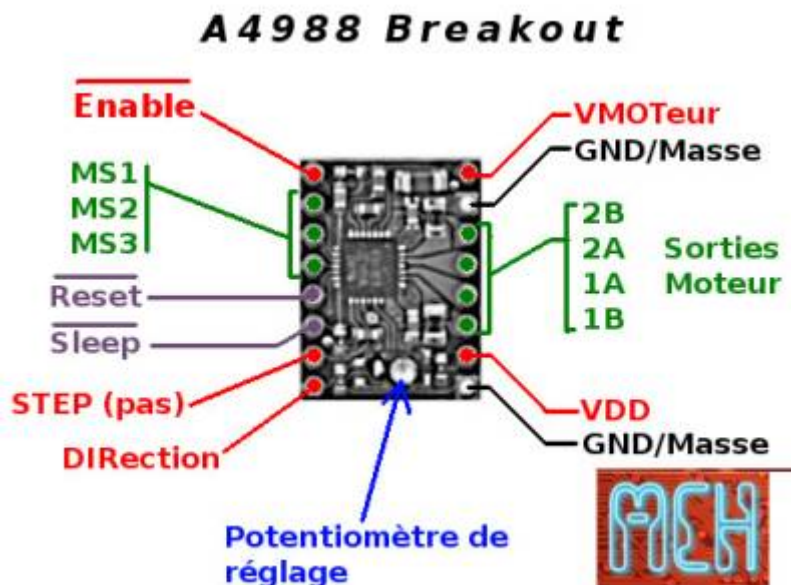 A4988 Breakout
Enable
MS1
MS2
MS3
Reset
Sleep
STEP (pas)
DIRection
VMOTeur
GND/Masse
2B
2A Sorties
1A Moteur
1B
VDD
GND/Masse
Potentiomètre de
réglage
MCH